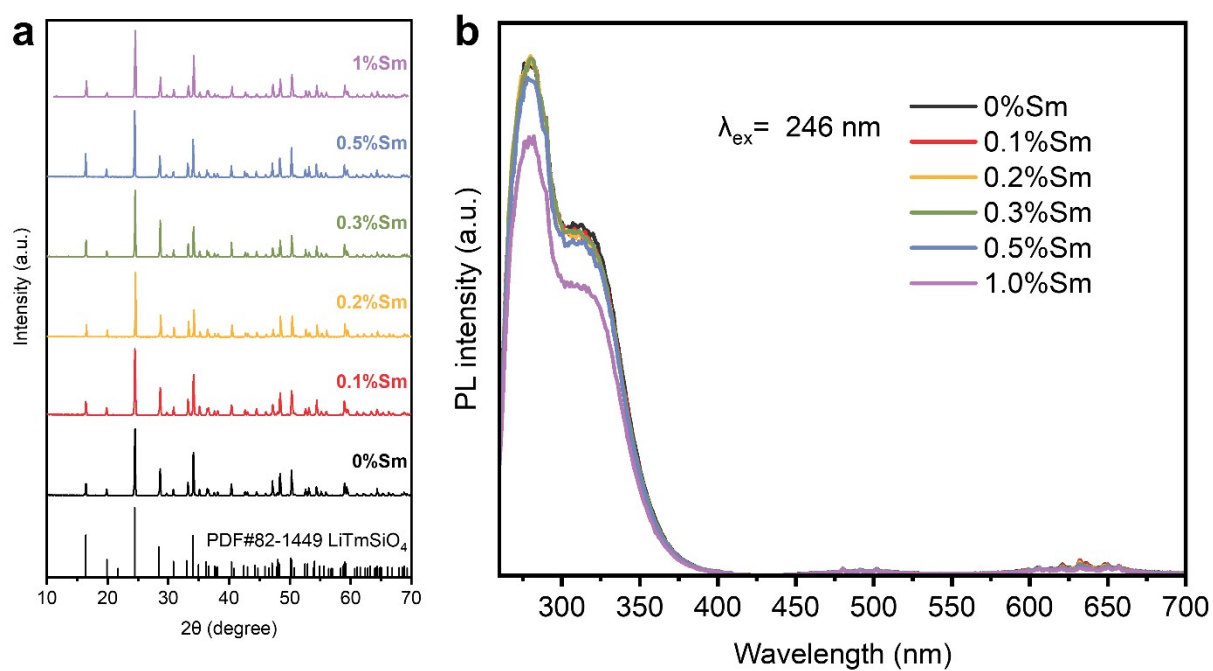 a
1%Sm
0.5%Sm
0.3%Sm
0.2%Sm
0.1%Sm
0%Sm
PDF#82-1449 LiTmSiO₄
Intensity (a.u.)
10 20 30 40 50 60 70
2θ (degree)
b
λex= 246 nm
0%Sm
0.1%Sm
0.2%Sm
0.3%Sm
0.5%Sm
1.0%Sm
PL intensity (a.u.)
300 350 400 450 500 550 600 650 700
Wavelength (nm)